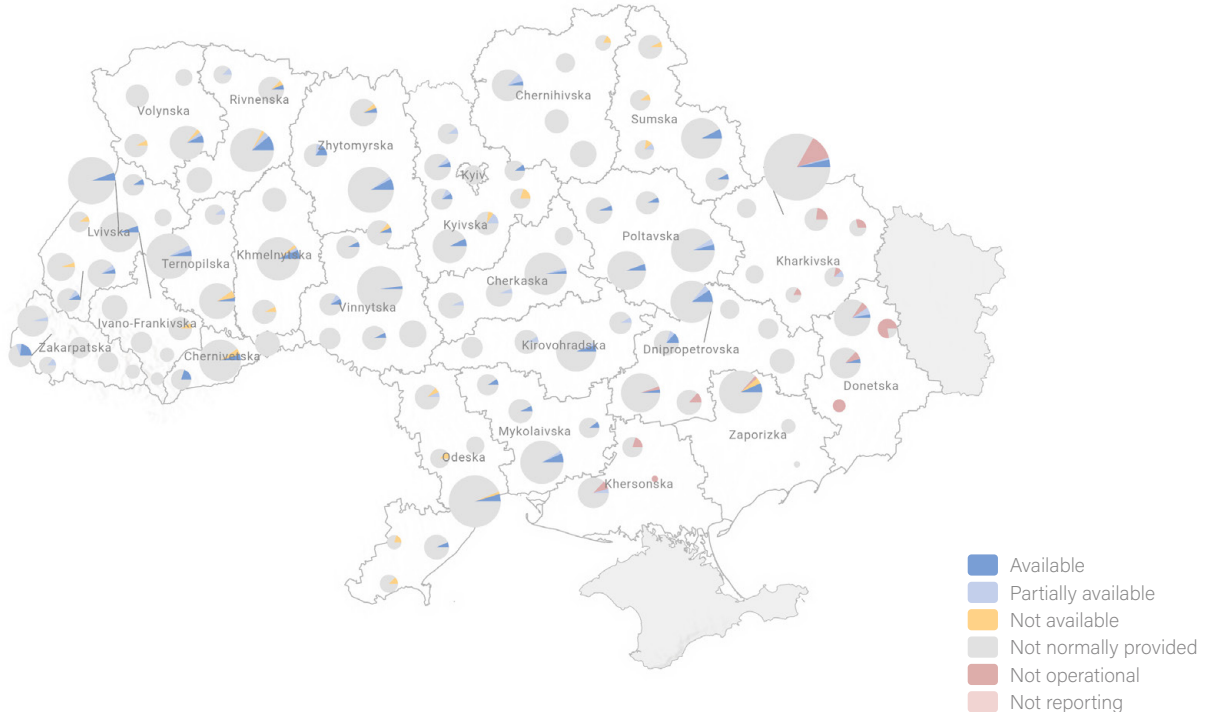 Chernihivska
Rivnenska
Volynska
Sumska
Zhytomyrska
Kyiv
Kyivska
Lvivska
Poltavska
Khmelnytska
Ternopilska
Kharkivska
Cherkaska
Vinnytska
Ivano-Frankivska
Kirovohradska
Zakarpatska
Chernivetska
Dnipropetrovska
Donetska
Mykolaivska
Zaporizka
Odeska
Khersonska
Available
Partially available
Not available
Not normally provided
Not operational
Not reporting